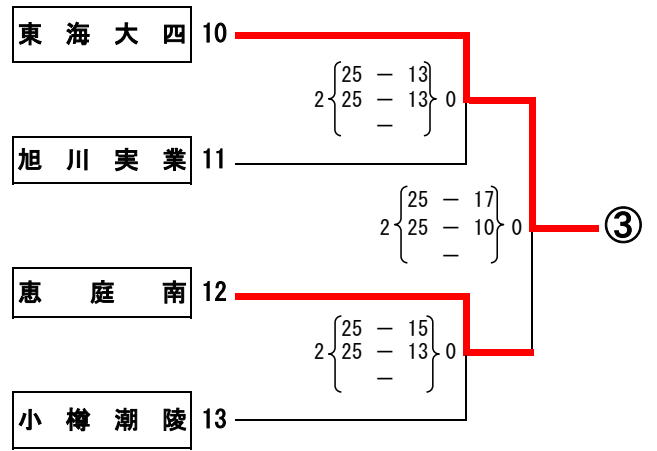 東海大四 10
25 － 13
2 25 － 13 0
－
旭川実業 11
25 － 17
2 25 － 10 0
－
③
恵庭南 12
25 － 15
2 25 － 13 0
－
小樽潮陵 13